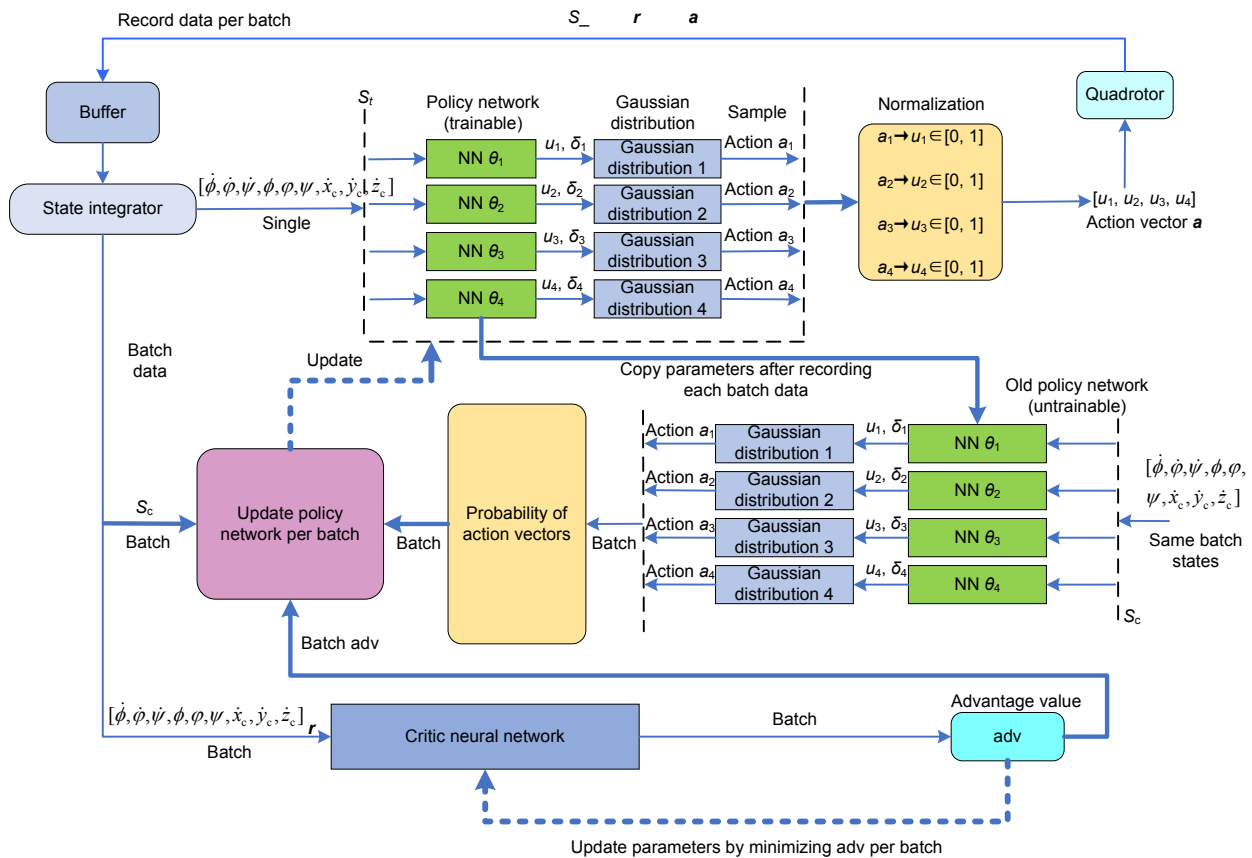 Record data per batch
S_ r a
Buffer
State integrator
[ϕ̇,φ̇,ψ̇,ϕ,φ,ψ,ẋc,ẏc,żc]
Single
St
Policy network
(trainable)
Gaussian
distribution
Sample
NN θ1
u1, δ1
Gaussian
distribution 1
Action a1
NN θ2
u2, δ2
Gaussian
distribution 2
Action a2
NN θ3
u3, δ3
Gaussian
distribution 3
Action a3
NN θ4
u4, δ4
Gaussian
distribution 4
Action a4
Normalization
a1→u1∈[0, 1]
a2→u2∈[0, 1]
a3→u3∈[0, 1]
a4→u4∈[0, 1]
Quadrotor
[u1, u2, u3, u4]
Action vector a
Batch
data
Update
Copy parameters after recording
each batch data
Old policy network
(untrainable)
Action a1
Gaussian
distribution 1
u1, δ1
NN θ1
Action a2
Gaussian
distribution 2
u2, δ2
NN θ2
Action a3
Gaussian
distribution 3
u3, δ3
NN θ3
Action a4
Gaussian
distribution 4
u4, δ4
NN θ4
[ϕ̇,φ̇,ψ̇,ϕ,φ,
ψ,ẋc,ẏc,żc]
Same batch
states
Sc
Sc
Batch
Update policy
network per batch
Batch
Probability of
action vectors
Batch
Batch adv
[ϕ̇,φ̇,ψ̇,ϕ,φ,ψ,ẋc,ẏc,żc] r
Batch
Critic neural network
Batch
Advantage value
adv
Update parameters by minimizing adv per batch